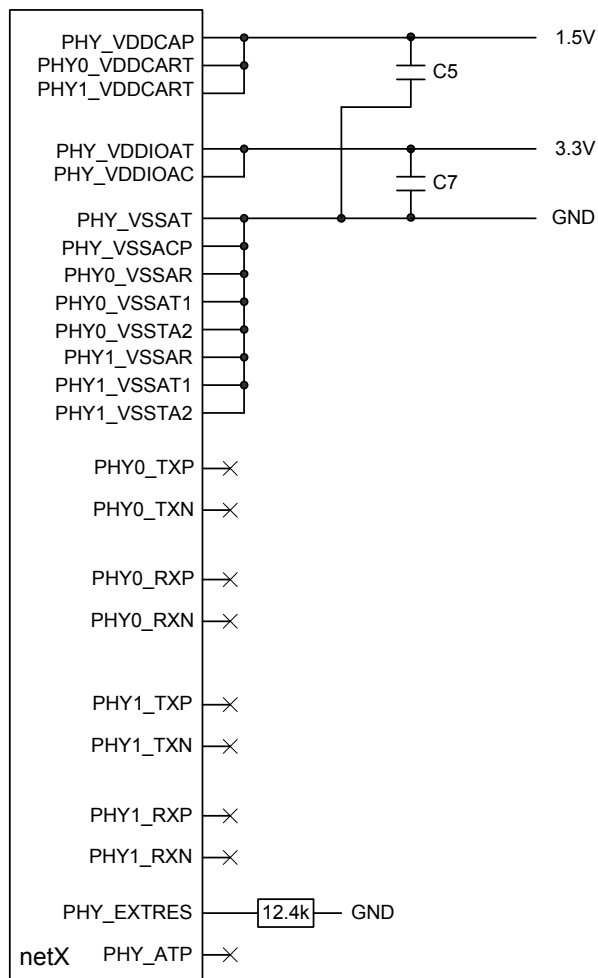 PHY_VDDCAP 1.5V
PHY0_VDDCART
C5
PHY1_VDDCART
PHY_VDDIOAT 3.3V
PHY_VDDIOAC
C7
PHY_VSSAT GND
PHY_VSSACP
PHY0_VSSAR
PHY0_VSSAT1
PHY0_VSSTA2
PHY1_VSSAR
PHY1_VSSAT1
PHY1_VSSTA2
PHY0_TXP
PHY0_TXN
PHY0_RXP
PHY0_RXN
PHY1_TXP
PHY1_TXN
PHY1_RXP
PHY1_RXN
PHY_EXTRES 12.4k GND
netX PHY_ATP